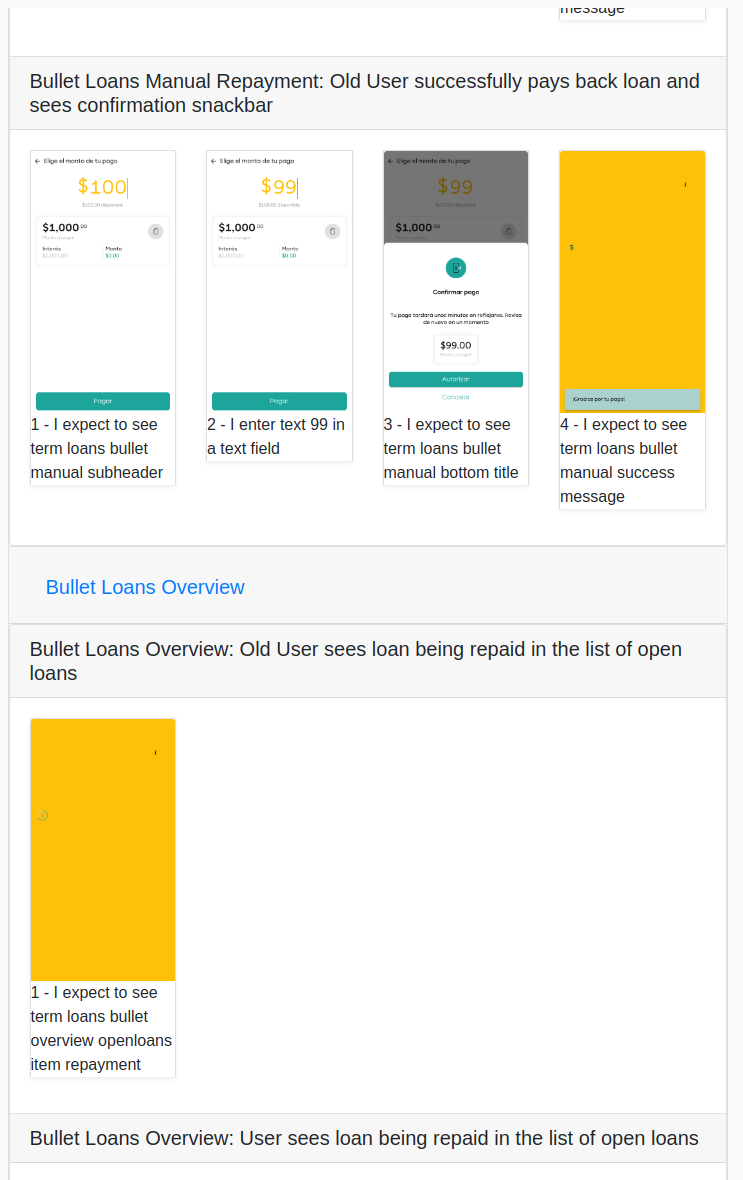 message
Bullet Loans Manual Repayment: Old User successfully pays back loan and
sees confirmation snackbar
← Elige el monto de tu pago
$100
$100.00 disponible
$1,000 00
Monto a pagar
Interés Monto
$1,000.00 $0.00
Pagar
1 - I expect to see
term loans bullet
manual subheader
← Elige el monto de tu pago
$99
$100.00 disponible
$1,000 00
Monto a pagar
Interés Monto
$1,000.00 $0.00
Pagar
2 - I enter text 99 in
a text field
← Elige el monto de tu pago
$99
$100.00 disponible
$1,000 00
Confirmar pago
Tu pago tardará unos minutos en reflejarse. Revisa
de nuevo en un momento
$99.00
Autorizar
Cancelar
3 - I expect to see
term loans bullet
manual bottom title
$
¡Gracias por tu pago!
4 - I expect to see
term loans bullet
manual success
message
Bullet Loans Overview
Bullet Loans Overview: Old User sees loan being repaid in the list of open
loans
1 - I expect to see
term loans bullet
overview openloans
item repayment
Bullet Loans Overview: User sees loan being repaid in the list of open loans